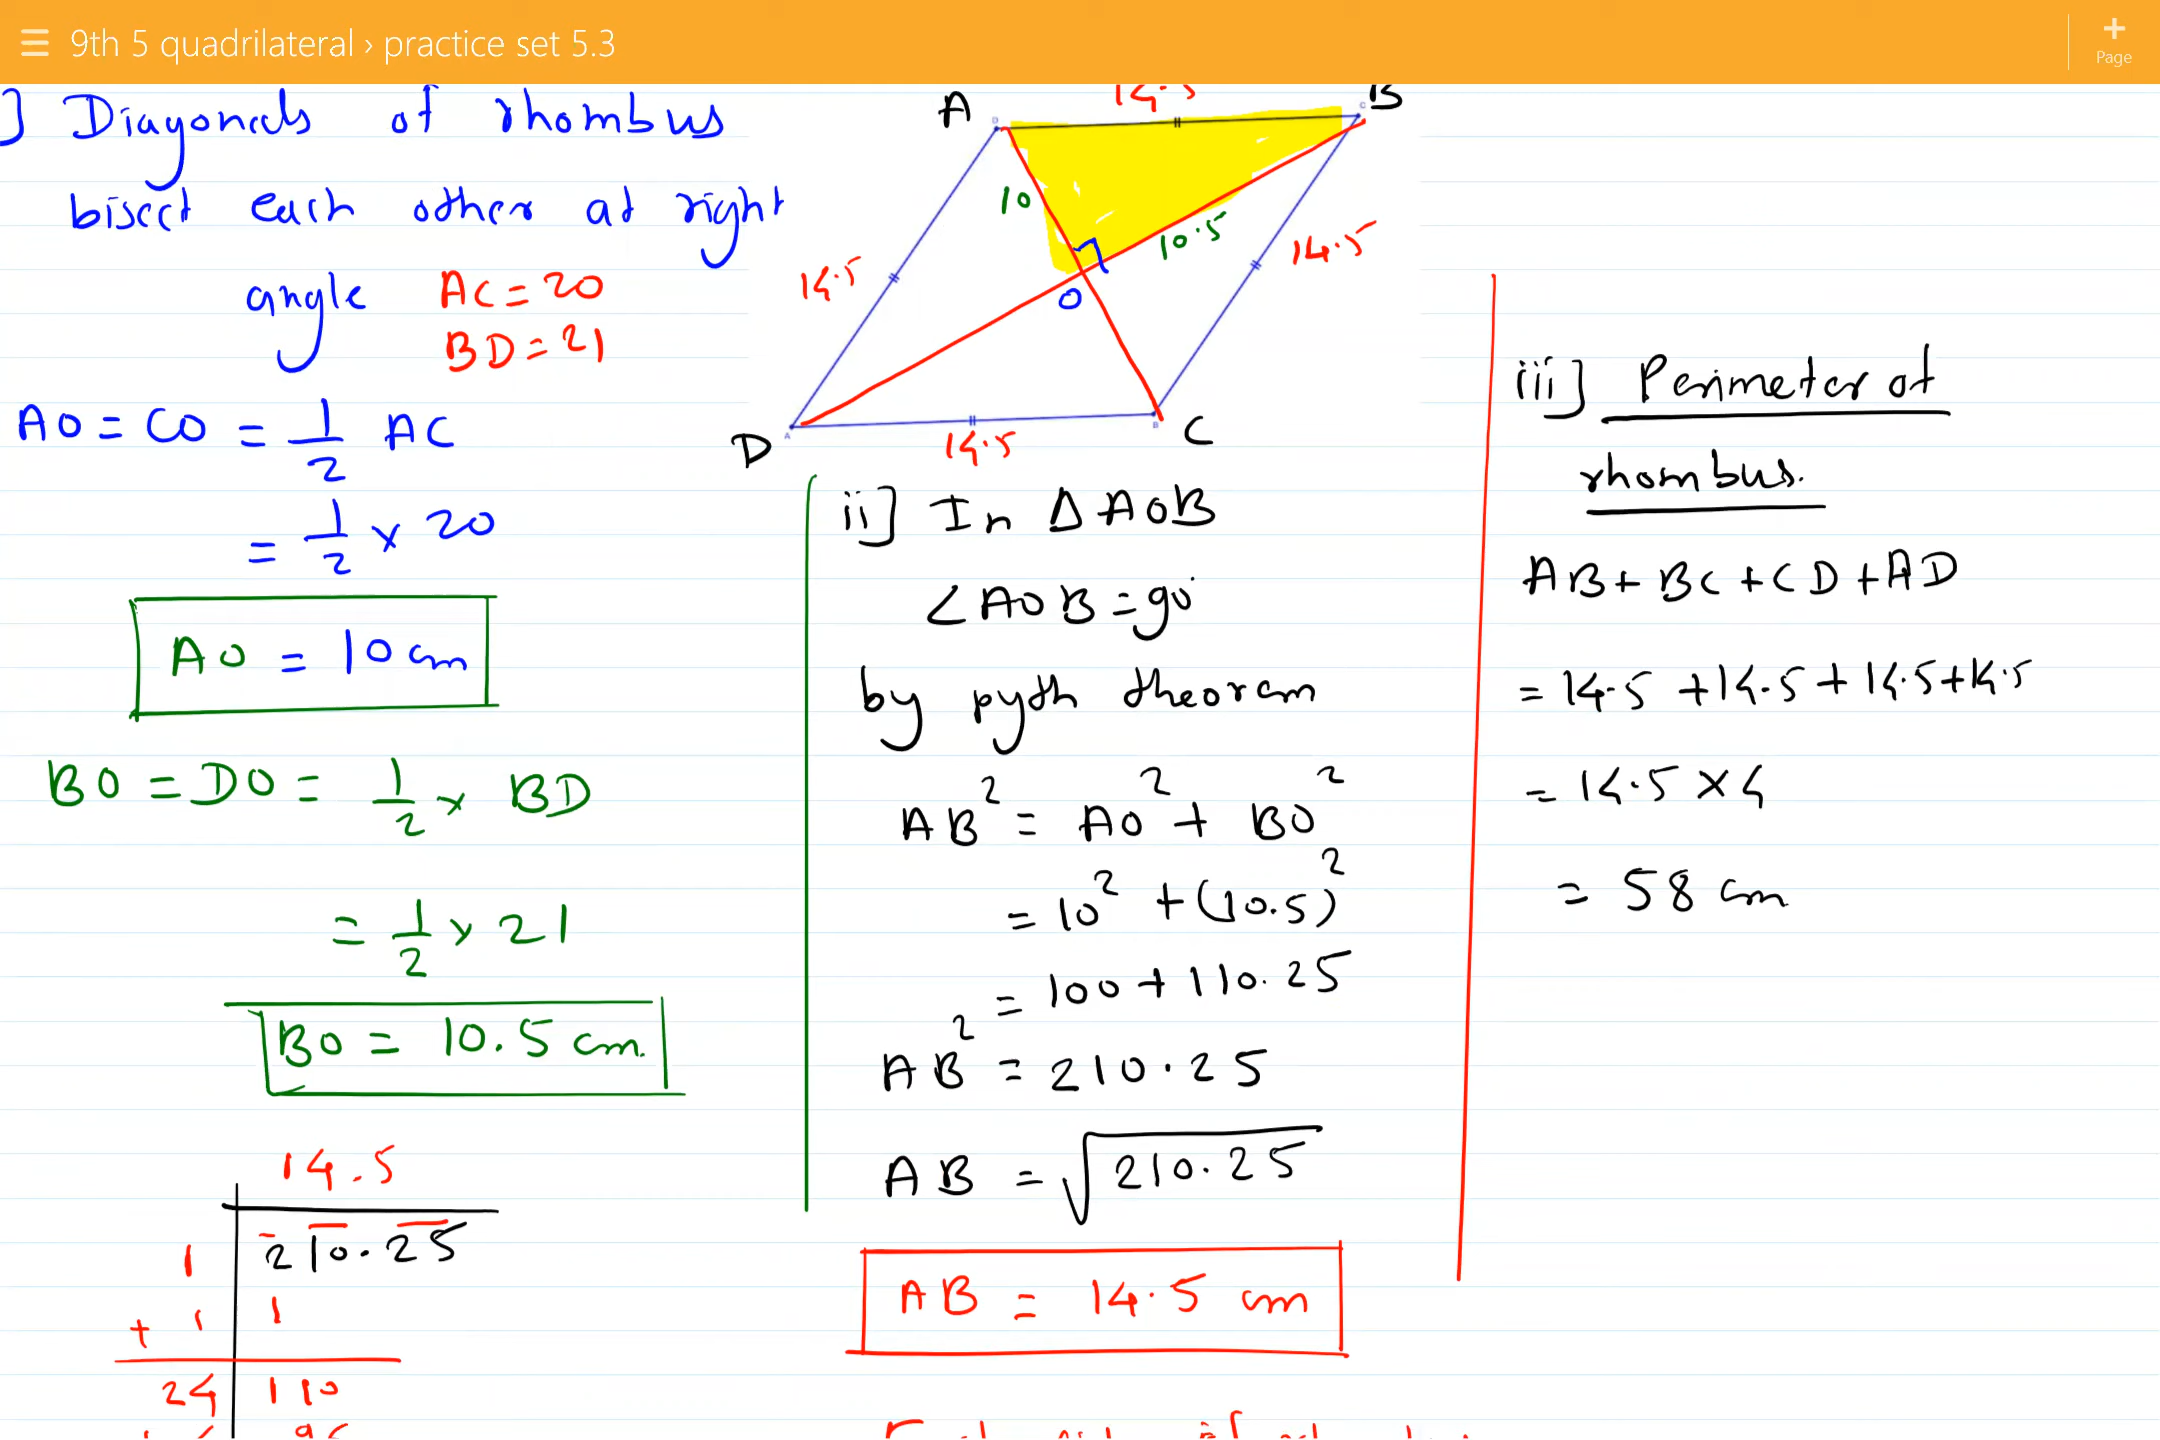 9th 5 quadrilateral › practice set 5.3
+
Page
] Diagonals of rhombus
bisect each other at right
angle AC = 20
BD = 21
AO = CO = 1/2 AC
= 1/2 × 20
AO = 10 cm
BO = DO = 1/2 × BD
= 1/2 × 21
BO = 10.5 cm.
14.5
1 210.25
+ 1 1
24 110
A 14.5 B
10 10.5
14.5 14.5
O
D 14.5 C
ii] In Δ AOB
∠AOB = 90°
by pyth theorem
AB² = AO² + BO²
= 10² + (10.5)²
= 100 + 110.25
AB² = 210.25
AB = √210.25
AB = 14.5 cm
iii] Perimeter of
rhombus.
AB + BC + CD + AD
= 14.5 + 14.5 + 14.5 + 14.5
= 14.5 × 4
= 58 cm